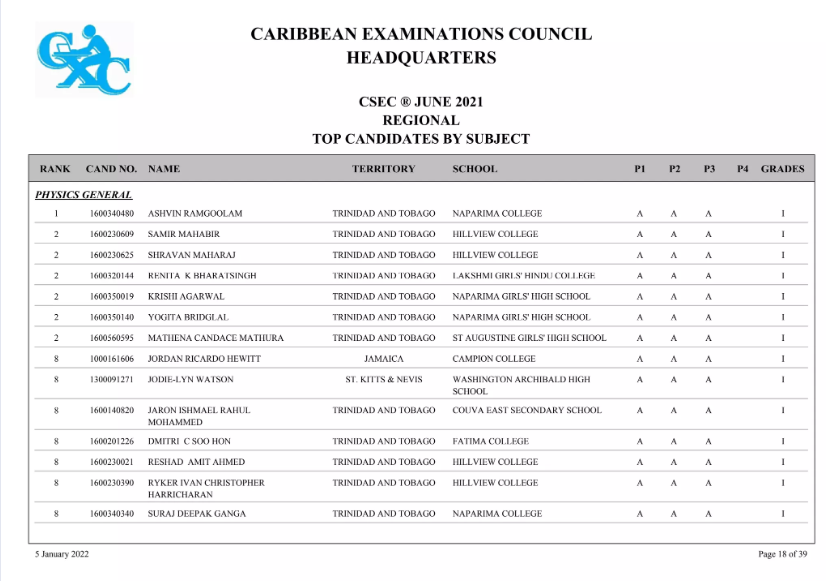 CXC
CARIBBEAN EXAMINATIONS COUNCIL
HEADQUARTERS
CSEC ® JUNE 2021
REGIONAL
TOP CANDIDATES BY SUBJECT
RANK CAND NO. NAME TERRITORY SCHOOL P1 P2 P3 P4 GRADES
PHYSICS GENERAL
1 1600340480 ASHVIN RAMGOOLAM TRINIDAD AND TOBAGO NAPARIMA COLLEGE A A A I
2 1600230609 SAMIR MAHABIR TRINIDAD AND TOBAGO HILLVIEW COLLEGE A A A I
2 1600230625 SHRAVAN MAHARAJ TRINIDAD AND TOBAGO HILLVIEW COLLEGE A A A I
2 1600320144 RENITA K BHARATSINGH TRINIDAD AND TOBAGO LAKSHMI GIRLS' HINDU COLLEGE A A A I
2 1600350019 KRISHI AGARWAL TRINIDAD AND TOBAGO NAPARIMA GIRLS' HIGH SCHOOL A A A I
2 1600350140 YOGITA BRIDGLAL TRINIDAD AND TOBAGO NAPARIMA GIRLS' HIGH SCHOOL A A A I
2 1600560595 MATHENA CANDACE MATHURA TRINIDAD AND TOBAGO ST AUGUSTINE GIRLS' HIGH SCHOOL A A A I
8 1000161606 JORDAN RICARDO HEWITT JAMAICA CAMPION COLLEGE A A A I
8 1300091271 JODIE-LYN WATSON ST. KITTS & NEVIS WASHINGTON ARCHIBALD HIGH A A A I
SCHOOL
8 1600140820 JARON ISHMAEL RAHUL TRINIDAD AND TOBAGO COUVA EAST SECONDARY SCHOOL A A A I
MOHAMMED
8 1600201226 DMITRI C SOO HON TRINIDAD AND TOBAGO FATIMA COLLEGE A A A I
8 1600230021 RESHAD AMIT AHMED TRINIDAD AND TOBAGO HILLVIEW COLLEGE A A A I
8 1600230390 RYKER IVAN CHRISTOPHER TRINIDAD AND TOBAGO HILLVIEW COLLEGE A A A I
HARRICHARAN
8 1600340340 SURAJ DEEPAK GANGA TRINIDAD AND TOBAGO NAPARIMA COLLEGE A A A I
5 January 2022 Page 18 of 39